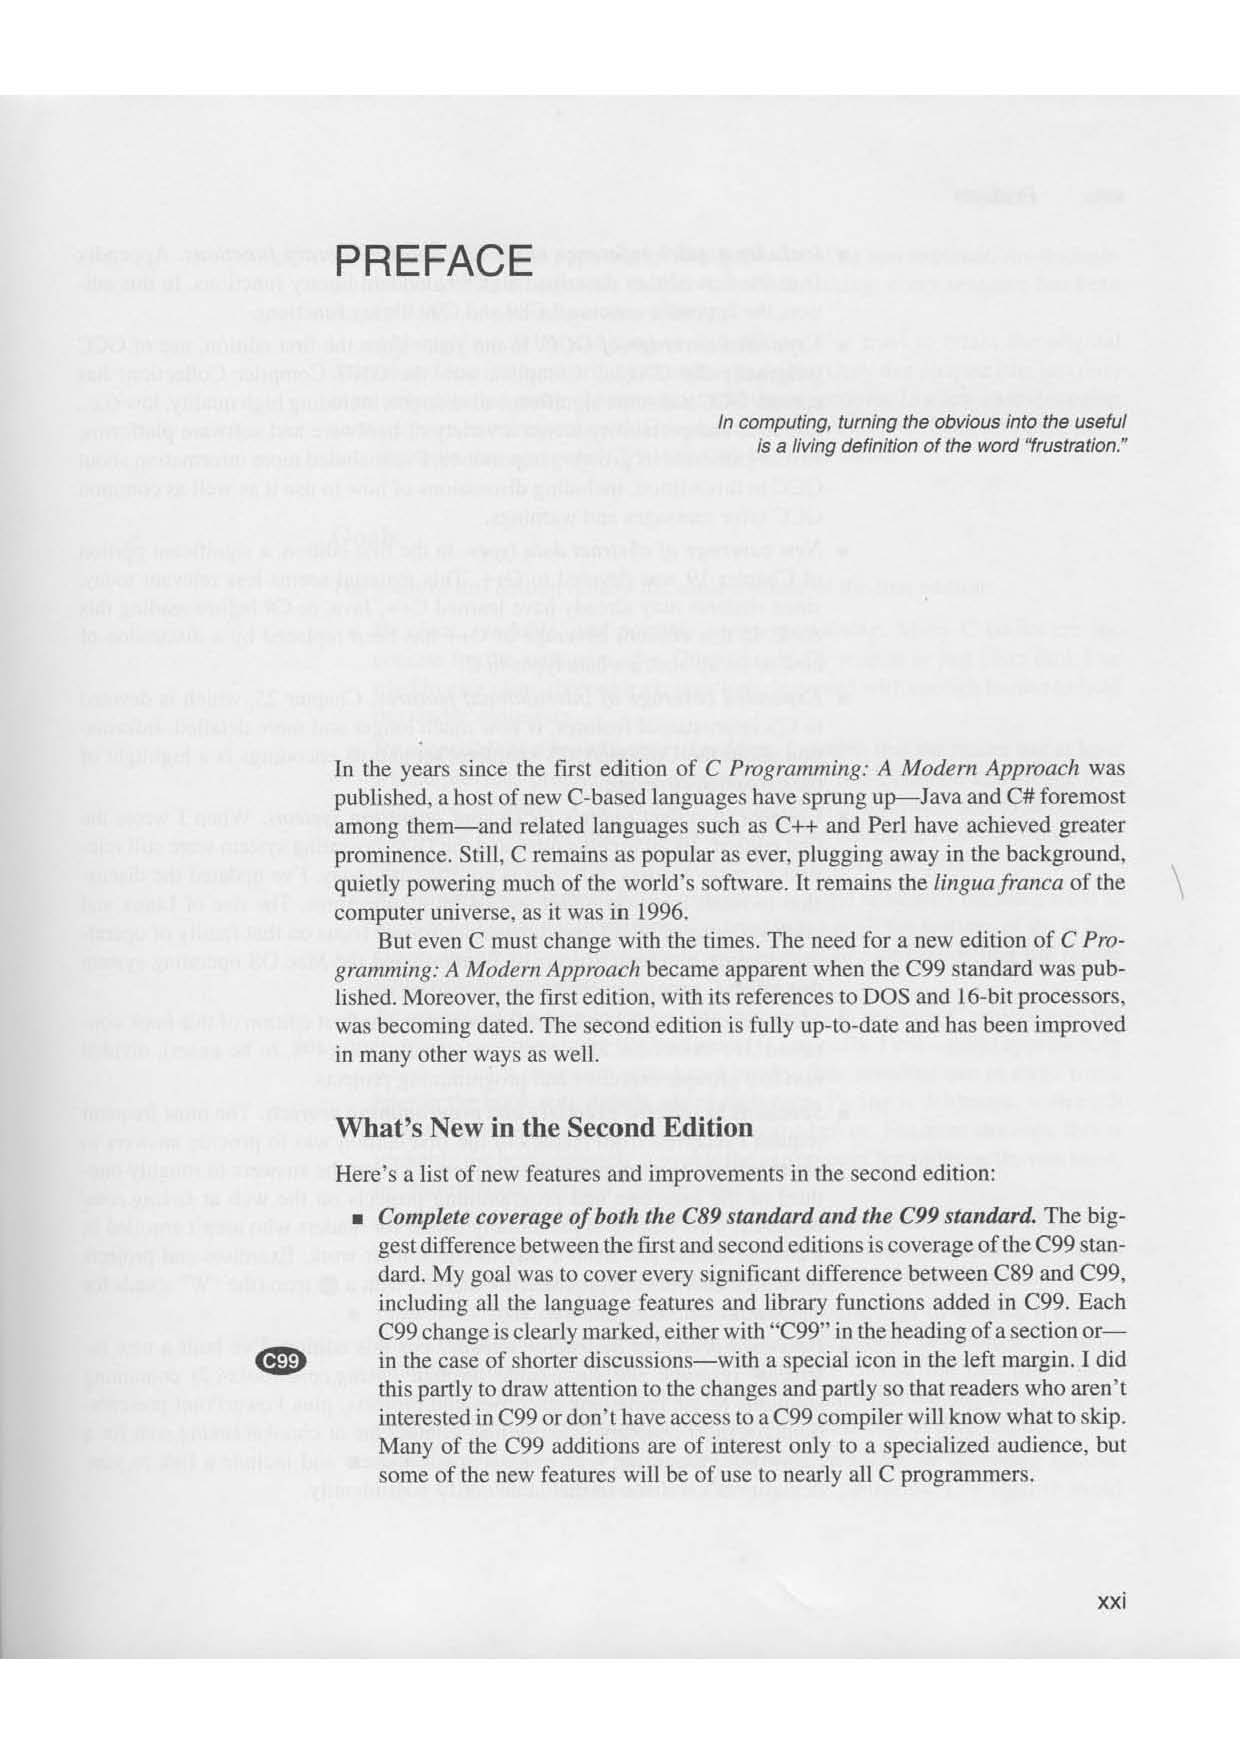 PREFACE
In computing, turning the obvious into the useful
is a living definition of the word “frustration.”
In the years since the first edition of C Programming: A Modern Approach was
published, a host of new C-based languages have sprung up—Java and C# foremost
among them—and related languages such as C++ and Perl have achieved greater
prominence. Still, C remains as popular as ever, plugging away in the background,
quietly powering much of the world’s software. It remains the lingua franca of the
computer universe, as it was in 1996.
But even C must change with the times. The need for a new edition of C Pro-
gramming: A Modern Approach became apparent when the C99 standard was pub-
lished. Moreover, the first edition, with its references to DOS and 16-bit processors,
was becoming dated. The second edition is fully up-to-date and has been improved
in many other ways as well.
What’s New in the Second Edition
Here’s a list of new features and improvements in the second edition:
■ Complete coverage of both the C89 standard and the C99 standard. The big-
gest difference between the first and second editions is coverage of the C99 stan-
dard. My goal was to cover every significant difference between C89 and C99,
including all the language features and library functions added in C99. Each
C99 change is clearly marked, either with “C99” in the heading of a section or—
C99 in the case of shorter discussions—with a special icon in the left margin. I did
this partly to draw attention to the changes and partly so that readers who aren’t
interested in C99 or don’t have access to a C99 compiler will know what to skip.
Many of the C99 additions are of interest only to a specialized audience, but
some of the new features will be of use to nearly all C programmers.
xxi